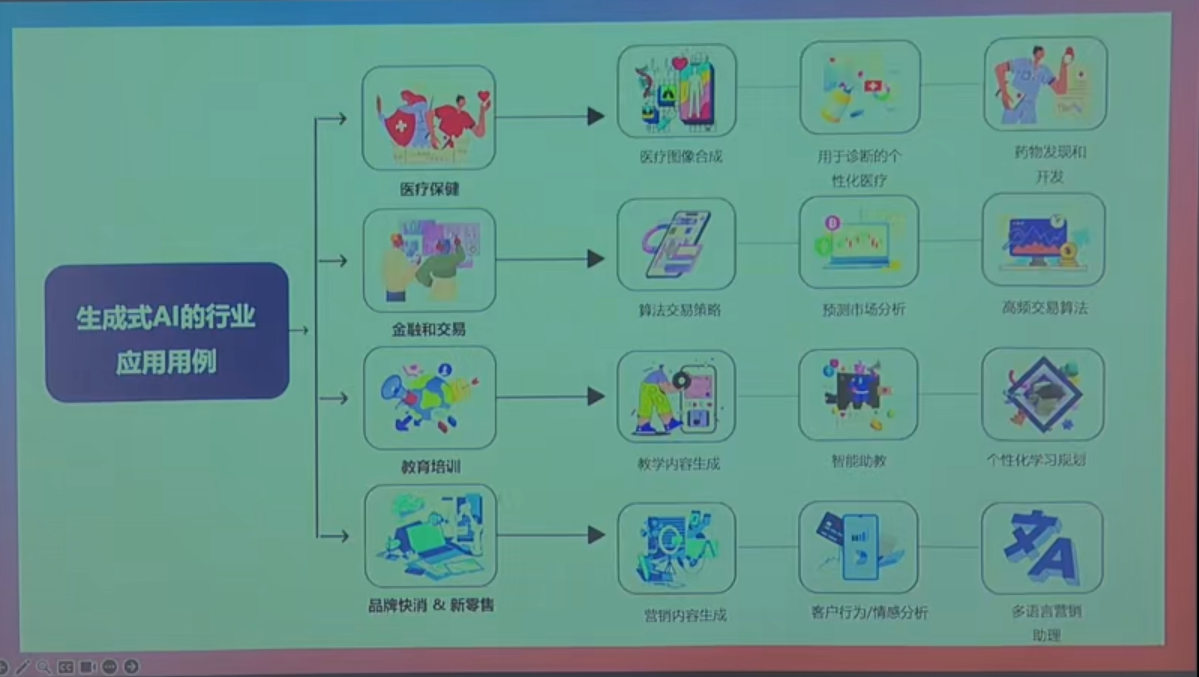 生成式AI的行业
应用用例
医疗保健
医疗图像合成
用于诊断的个
性化医疗
药物发现和
开发
金融和交易
算法交易策略
预测市场分析
高频交易算法
教育培训
教学内容生成
智能助教
个性化学习规划
品牌快消 & 新零售
营销内容生成
客户行为/情感分析
多语言营销
助理
文A